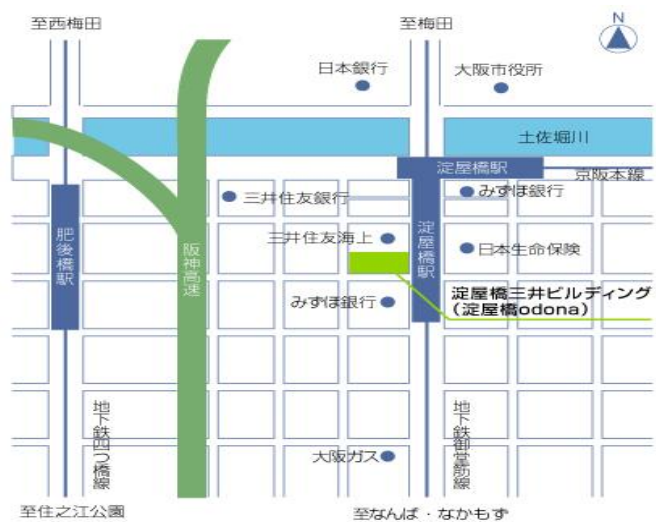 至西梅田
至梅田
N
日本銀行
大阪市役所
土佐堀川
淀屋橋駅
京阪本線
三井住友銀行
みずほ銀行
肥後橋駅
阪神高速
三井住友海上
淀屋橋駅
日本生命保険
淀屋橋三井ビルディング
（淀屋橋odona）
みずほ銀行
地下鉄四つ橋線
地下鉄御堂筋線
大阪ガス
至住之江公園
至なんば・なかもず